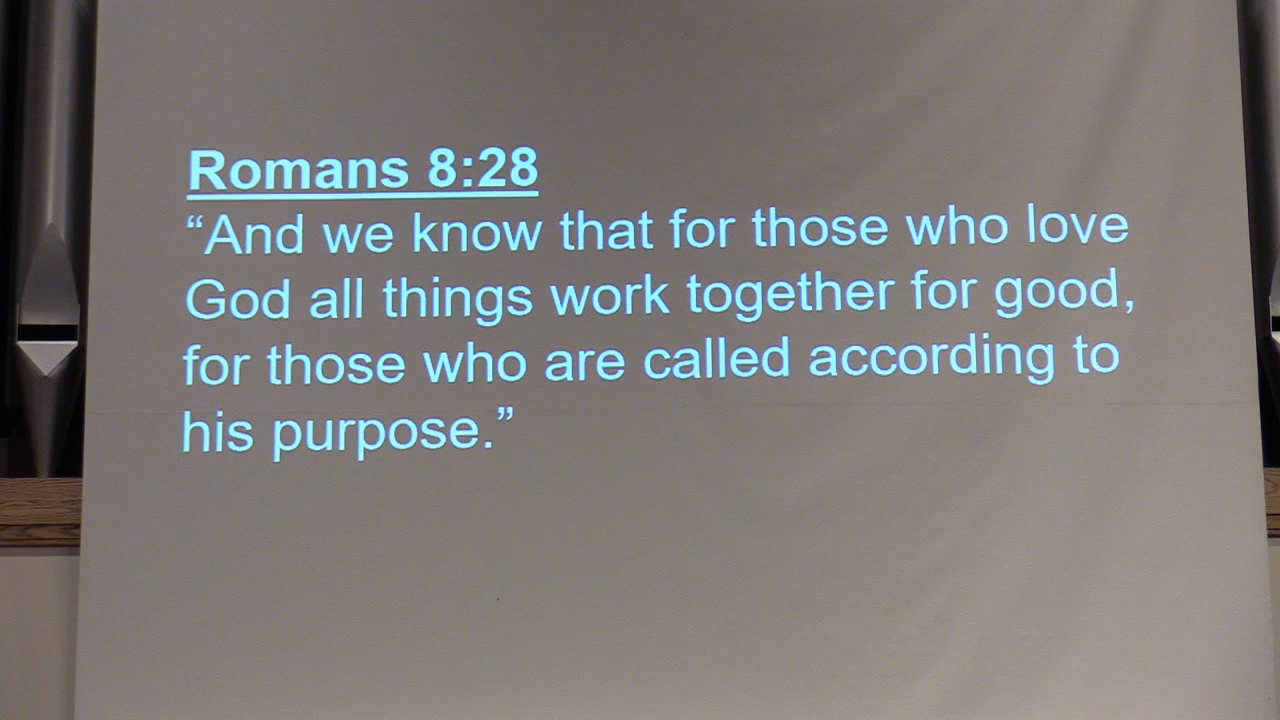 Romans 8:28
“And we know that for those who love
God all things work together for good,
for those who are called according to
his purpose.”